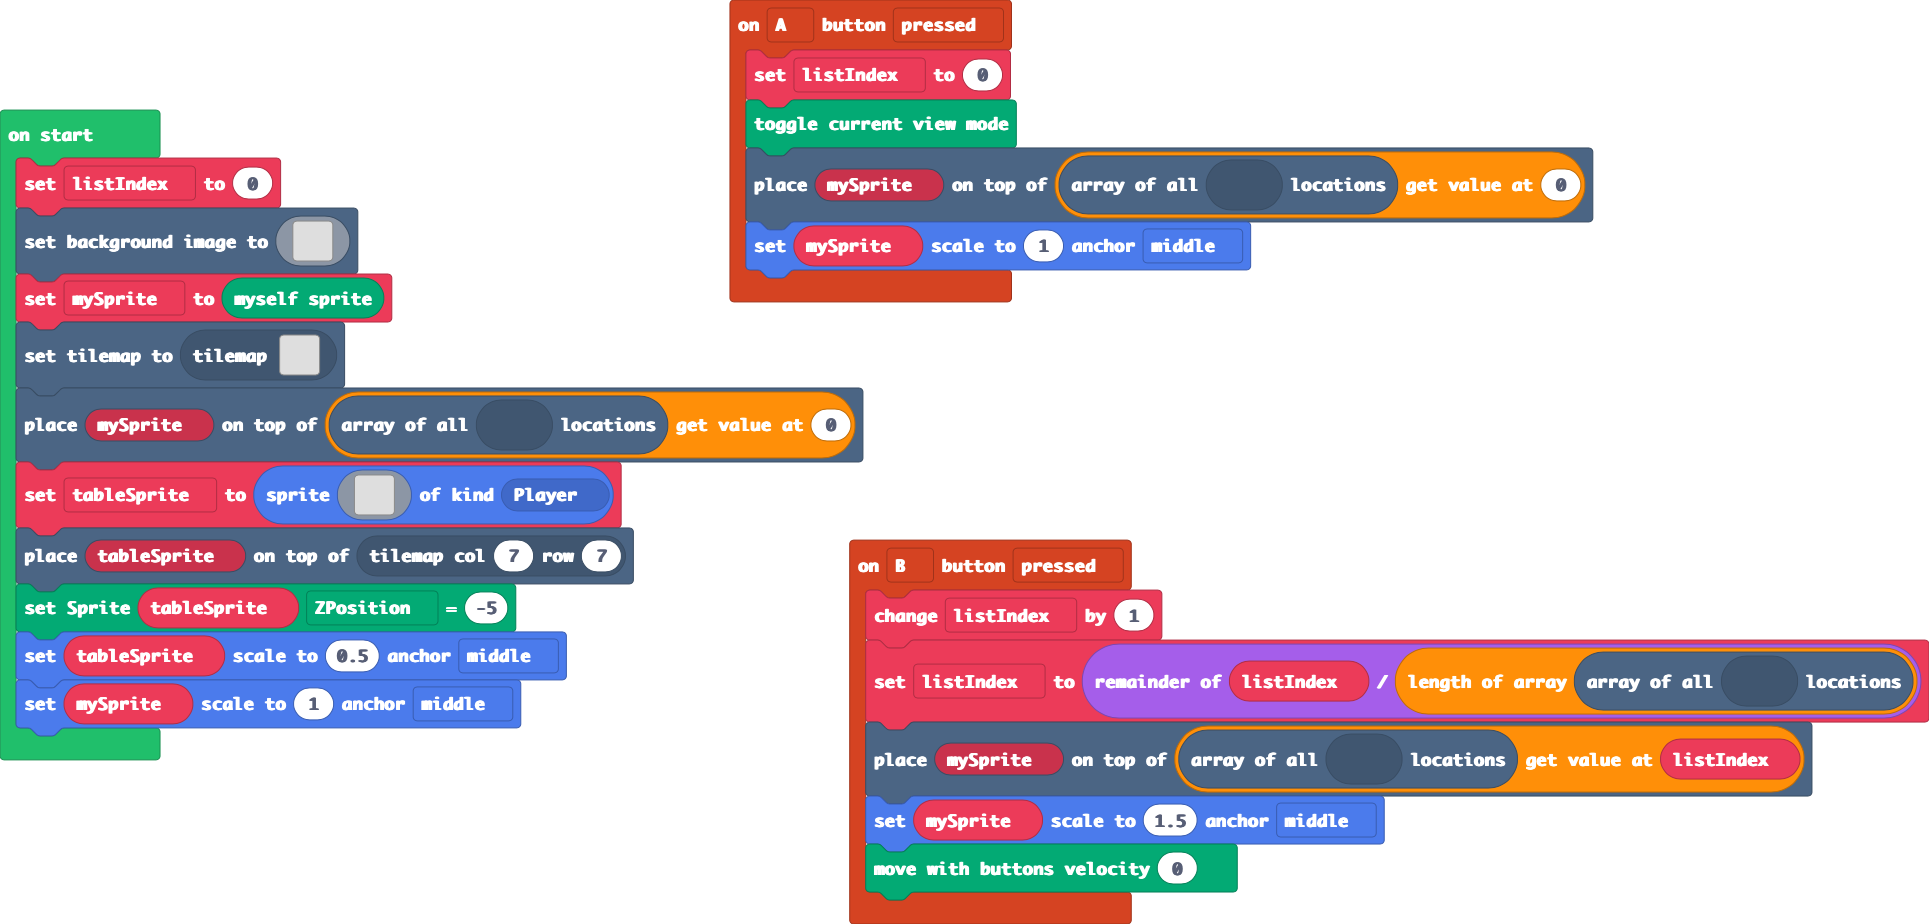 on start
set listIndex to 0
set background image to
set mySprite to myself sprite
set tilemap to tilemap
place mySprite on top of array of all locations get value at 0
set tableSprite to sprite of kind Player
place tableSprite on top of tilemap col 7 row 7
set Sprite tableSprite ZPosition = -5
set tableSprite scale to 0.5 anchor middle
set mySprite scale to 1 anchor middle
on A button pressed
set listIndex to 0
toggle current view mode
place mySprite on top of array of all locations get value at 0
set mySprite scale to 1 anchor middle
on B button pressed
change listIndex by 1
set listIndex to remainder of listIndex / length of array array of all locations
place mySprite on top of array of all locations get value at listIndex
set mySprite scale to 1.5 anchor middle
move with buttons velocity 0